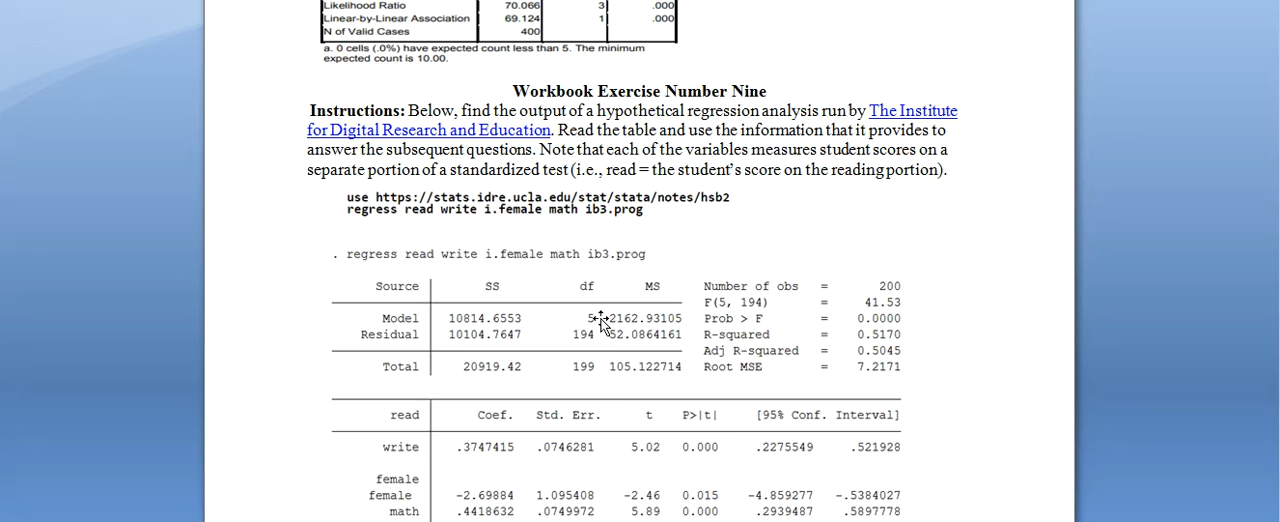 Likelihood Ratio 70.066 3 .000
Linear-by-Linear Association 69.124 1 .000
N of Valid Cases 400
a. 0 cells (.0%) have expected count less than 5. The minimum
expected count is 10.00.
Workbook Exercise Number Nine
Instructions: Below, find the output of a hypothetical regression analysis run by The Institute
for Digital Research and Education. Read the table and use the information that it provides to
answer the subsequent questions. Note that each of the variables measures student scores on a
separate portion of a standardized test (i.e., read = the student's score on the reading portion).
use https://stats.idre.ucla.edu/stat/stata/notes/hsb2
regress read write i.female math ib3.prog
. regress read write i.female math ib3.prog
Source SS df MS Number of obs = 200
F(5, 194) = 41.53
Model 10814.6553 5 2162.93105 Prob > F = 0.0000
Residual 10104.7647 194 52.0864161 R-squared = 0.5170
Adj R-squared = 0.5045
Total 20919.42 199 105.122714 Root MSE = 7.2171
read Coef. Std. Err. t P>|t| [95% Conf. Interval]
write .3747415 .0746281 5.02 0.000 .2275549 .521928
female
female -2.69884 1.095408 -2.46 0.015 -4.859277 -.5384027
math .4418632 .0749972 5.89 0.000 .2939487 .5897778